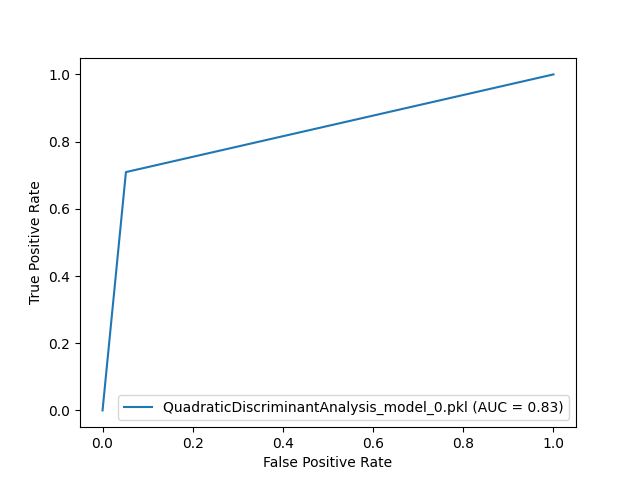 1.0
0.8
0.6
0.4
0.2
0.0
True Positive Rate
QuadraticDiscriminantAnalysis_model_0.pkl (AUC = 0.83)
0.0 0.2 0.4 0.6 0.8 1.0
False Positive Rate